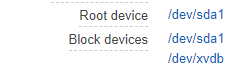 Root device /dev/sda1
Block devices /dev/sda1
/dev/xvdb